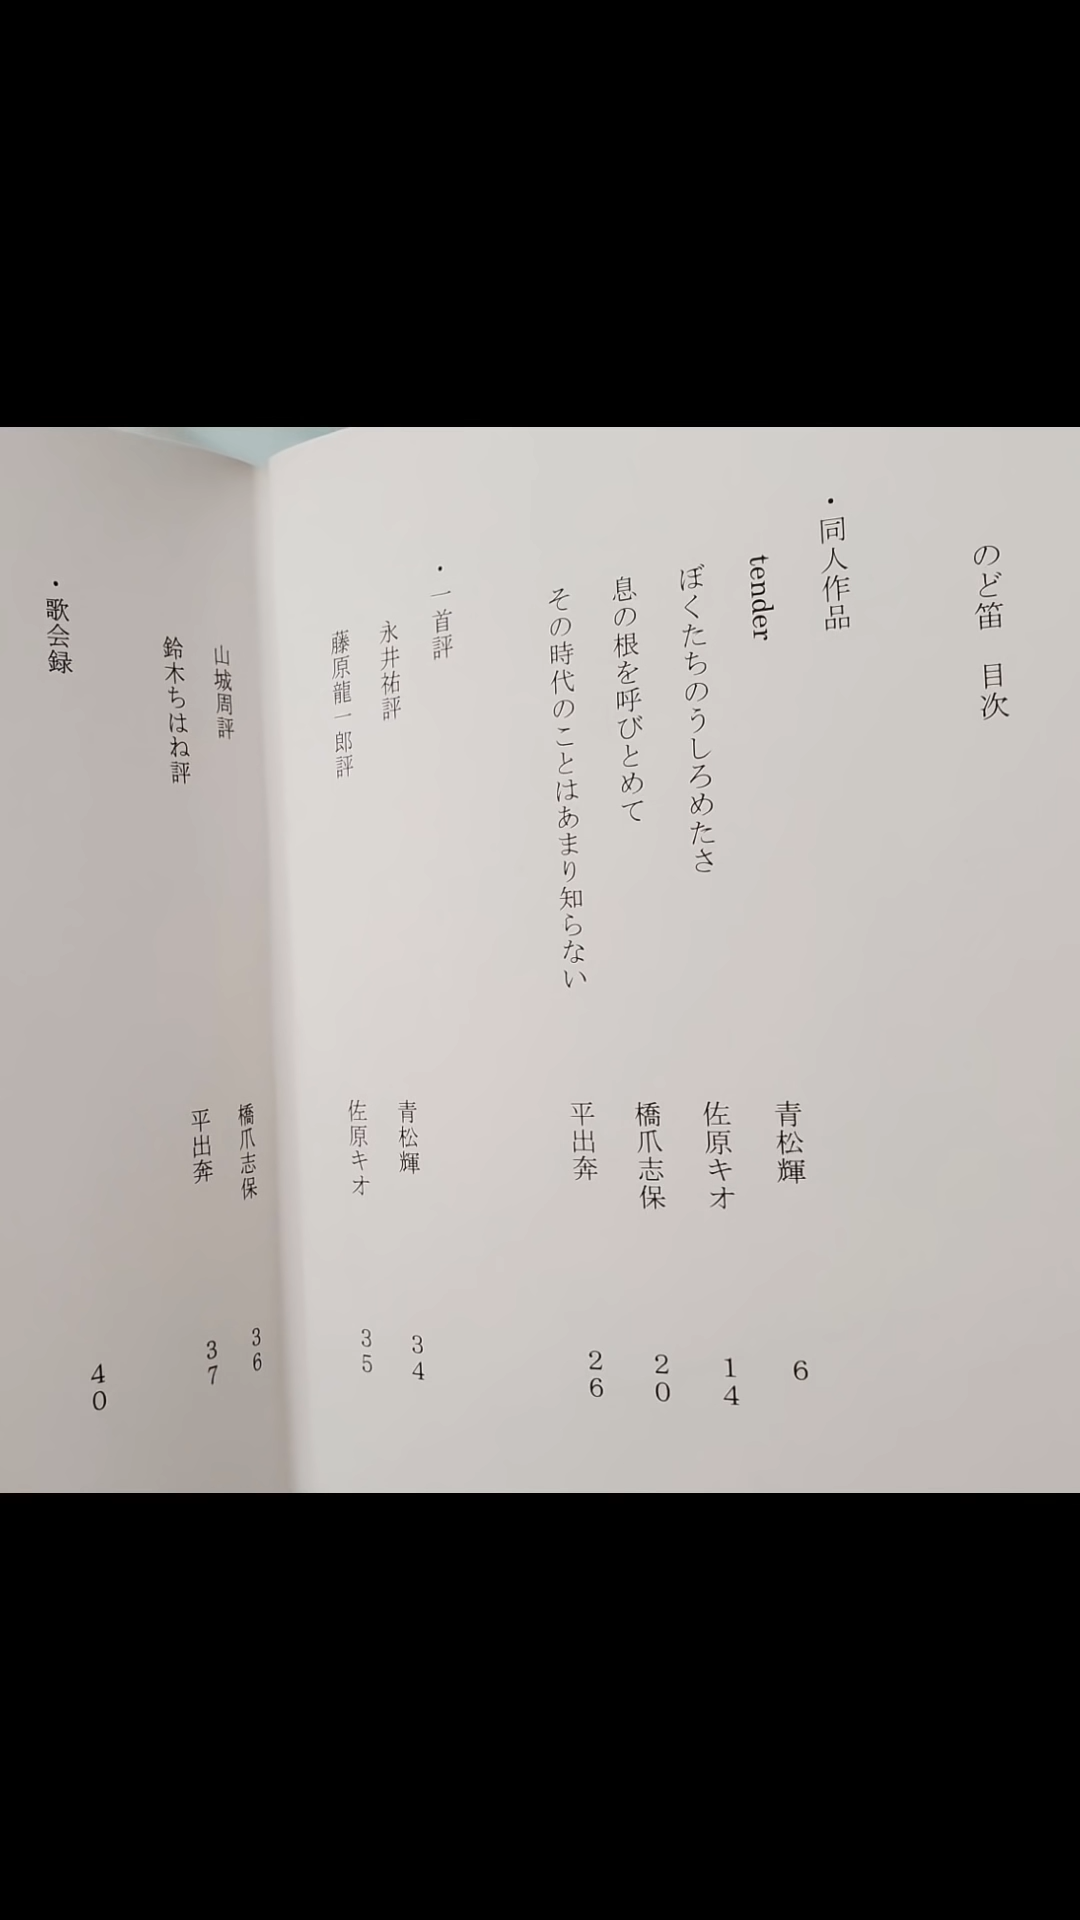 のど笛　目次
・同人作品
tender　青松輝　6
ぼくたちのうしろめたさ　佐原キオ　14
息の根を呼びとめて　橋爪志保　20
その時代のことはあまり知らない　平出奔　26
・一首評
永井祐評　青松輝　34
藤原龍一郎評　佐原キオ　35
山城周評　橋爪志保　36
鈴木ちはね評　平出奔　37
・歌会録　40